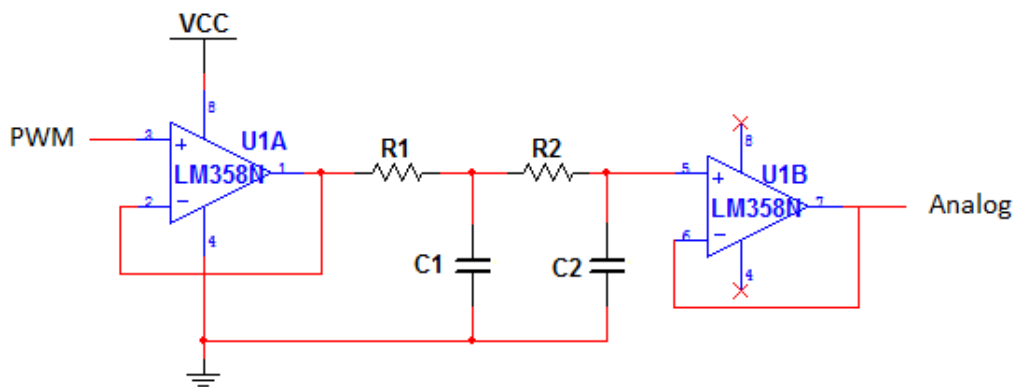 VCC
8
PWM
3
+
U1A
LM358N
1
2
−
4
R1
R2
C1
C2
8
5
+
U1B
LM358N
7
6
−
4
Analog